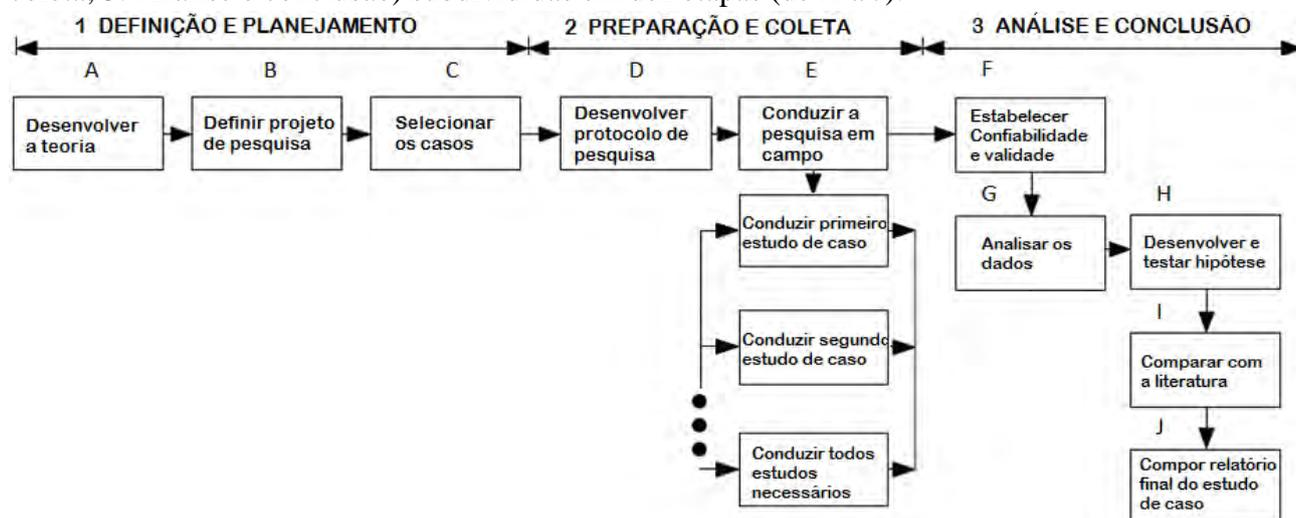 1 DEFINIÇÃO E PLANEJAMENTO
2 PREPARAÇÃO E COLETA
3 ANÁLISE E CONCLUSÃO
A
B
C
D
E
F
Desenvolver
a teoria
Definir projeto
de pesquisa
Selecionar
os casos
Desenvolver
protocolo de
pesquisa
Conduzir a
pesquisa em
campo
Estabelecer
Confiabilidade
e validade
G
H
Conduzir primeiro
estudo de caso
Analisar os
dados
Desenvolver e
testar hipótese
I
Conduzir segundo
estudo de caso
Comparar com
a literatura
J
Conduzir todos
estudos
necessários
Compor relatório
final do estudo
de caso